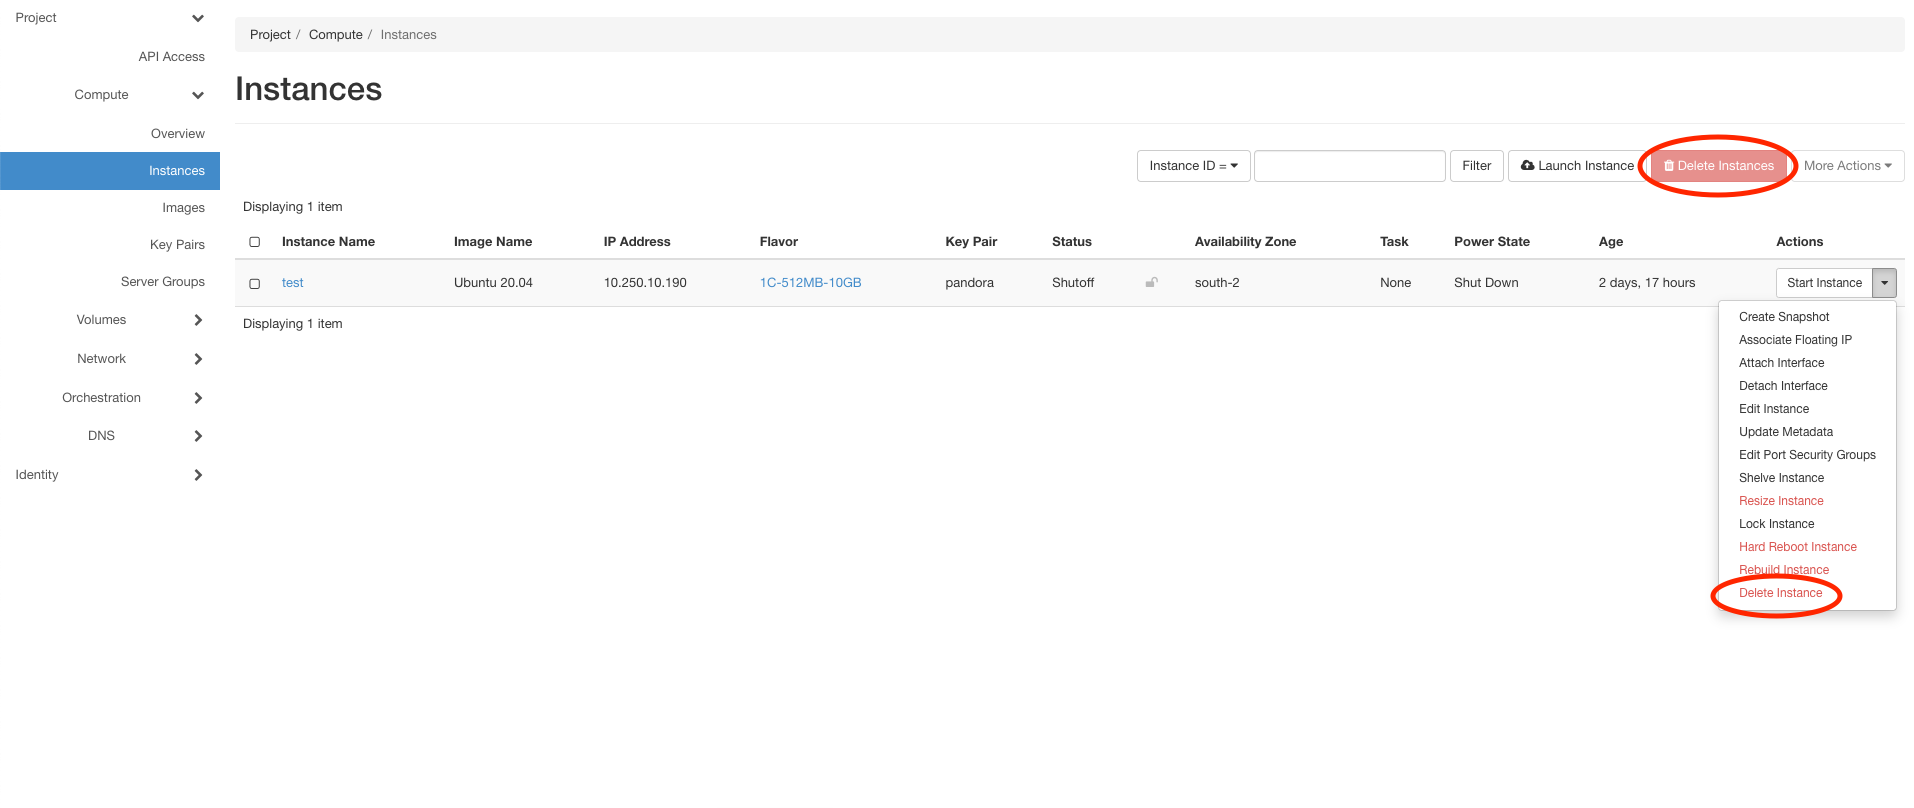 Project
API Access
Compute
Overview
Instances
Images
Key Pairs
Server Groups
Volumes
Network
Orchestration
DNS
Identity
Project / Compute / Instances
Instances
Instance ID = Filter Launch Instance Delete Instances More Actions
Displaying 1 item
Instance Name Image Name IP Address Flavor Key Pair Status Availability Zone Task Power State Age Actions
test Ubuntu 20.04 10.250.10.190 1C-512MB-10GB pandora Shutoff south-2 None Shut Down 2 days, 17 hours Start Instance
Displaying 1 item
Create Snapshot
Associate Floating IP
Attach Interface
Detach Interface
Edit Instance
Update Metadata
Edit Port Security Groups
Shelve Instance
Resize Instance
Lock Instance
Hard Reboot Instance
Rebuild Instance
Delete Instance